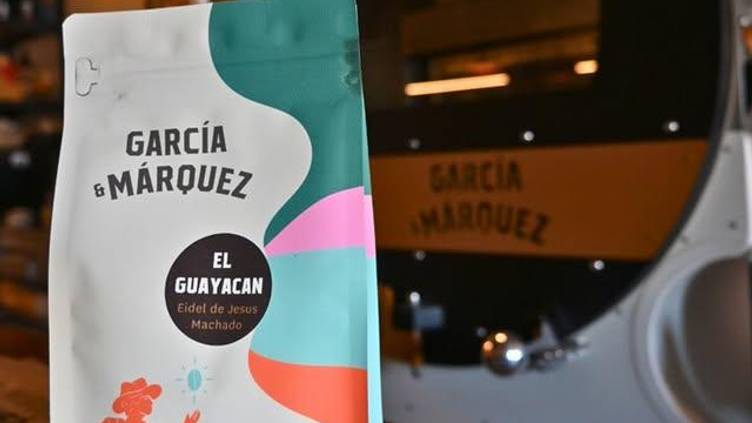 GARCÍA
& MÁRQUEZ
EL
GUAYACAN
Eidel de Jesus
Machado
GARCÍA
& MÁRQUEZ